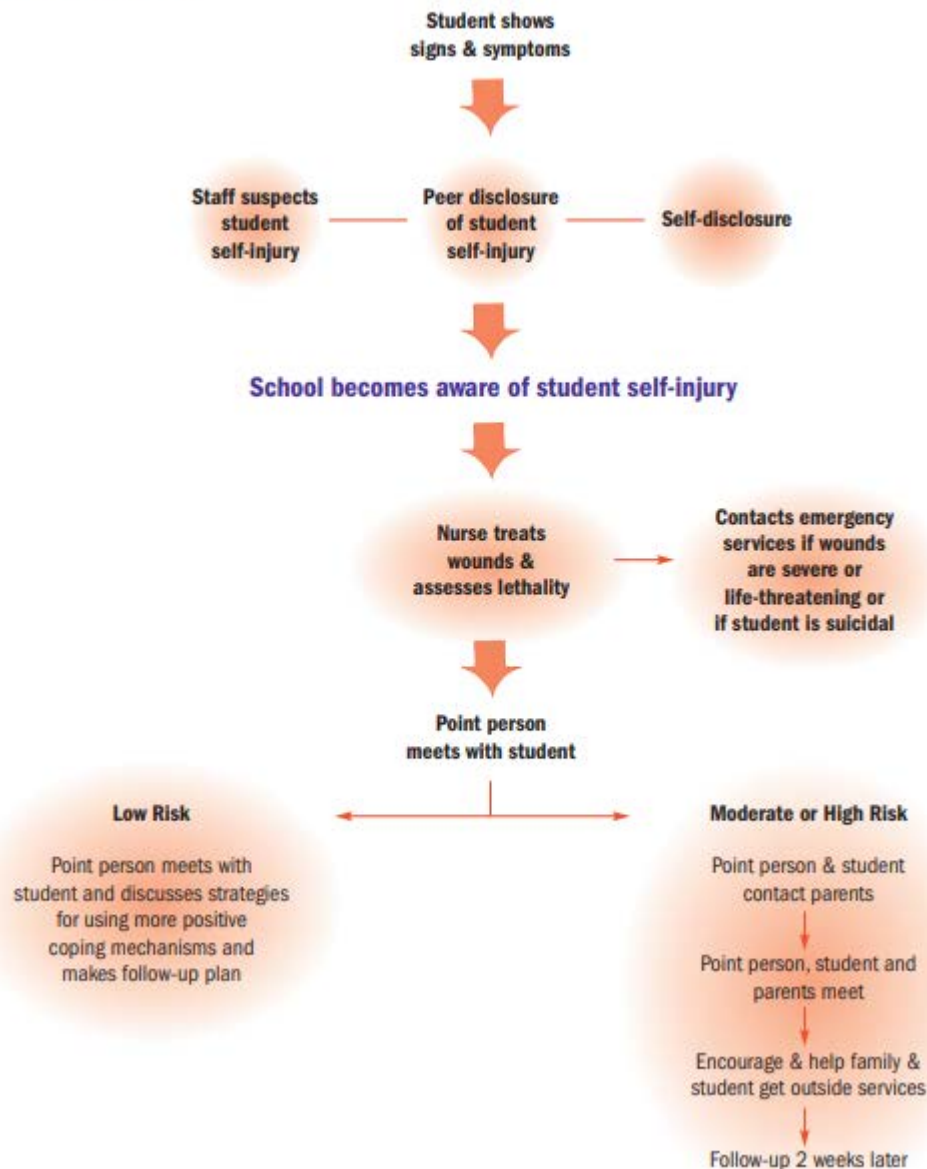 Student shows
signs & symptoms
Staff suspects
student
self-injury
Peer disclosure
of student
self-injury
Self-disclosure
School becomes aware of student self-injury
Nurse treats
wounds &
assesses lethality
Contacts emergency
services if wounds
are severe or
life-threatening or
if student is suicidal
Point person
meets with student
Low Risk
Point person meets with
student and discusses strategies
for using more positive
coping mechanisms and
makes follow-up plan
Moderate or High Risk
Point person & student
contact parents
Point person, student and
parents meet
Encourage & help family &
student get outside services
Follow-up 2 weeks later